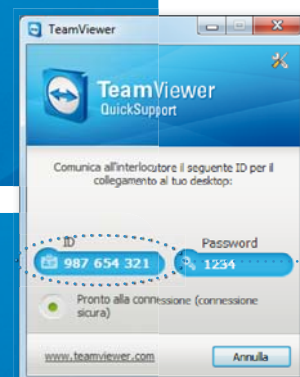 TeamViewer
TeamViewer
QuickSupport
Comunica all'interlocutore il seguente ID per il
collegamento al tuo desktop:
ID Password
987 654 321 1234
Pronto alla connessione (connessione
sicura)
www.teamviewer.com Annulla